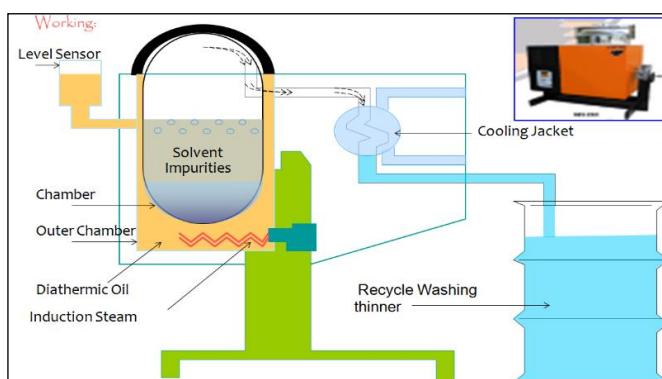 Working:
Level Sensor
Solvent
Impurities
Cooling Jacket
Chamber
Outer Chamber
Diathermic Oil
Induction Steam
Recycle Washing
thinner